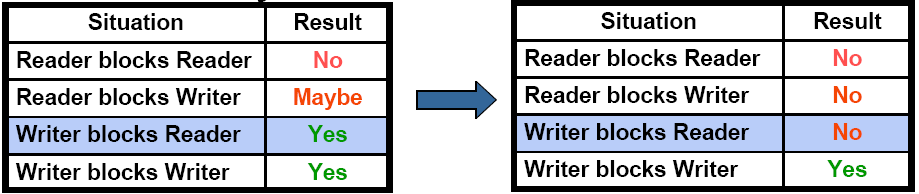 Situation Result
Reader blocks Reader No
Reader blocks Writer Maybe
Writer blocks Reader Yes
Writer blocks Writer Yes
Situation Result
Reader blocks Reader No
Reader blocks Writer No
Writer blocks Reader No
Writer blocks Writer Yes